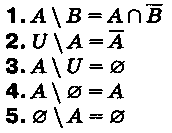 1. A \ B = A ∩ B̅
2. U \ A = A̅
3. A \ U = ∅
4. A \ ∅ = A
5. ∅ \ A = ∅